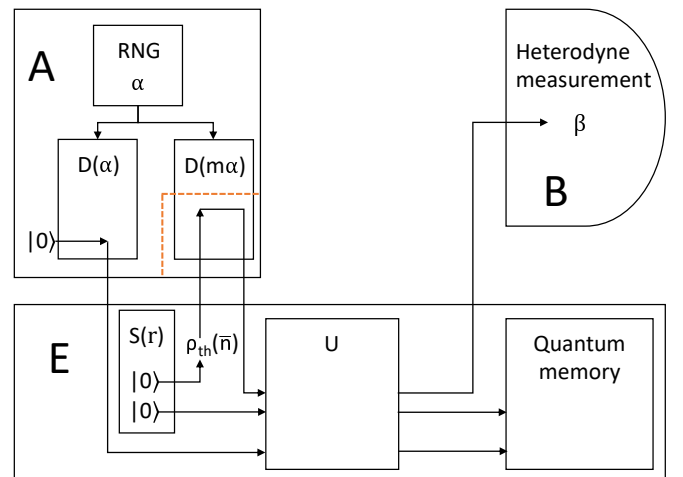 A
RNG
α
D(α)
D(mα)
|0⟩
Heterodyne
measurement
β
B
E
S(r)
|0⟩
|0⟩
ρth(n̅)
U
Quantum
memory